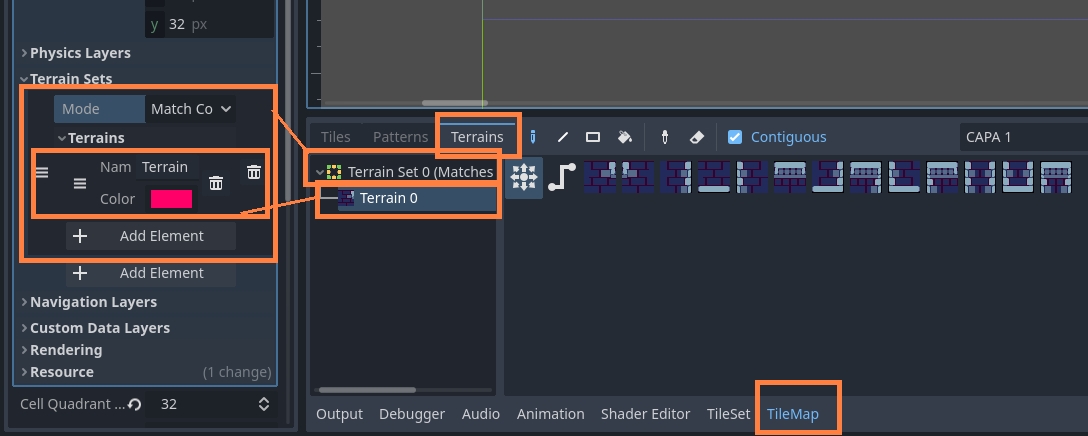 y 32 px
Physics Layers
Terrain Sets
Mode Match Co
Terrains
Nam Terrain
Color
Add Element
Add Element
Navigation Layers
Custom Data Layers
Rendering
Resource (1 change)
Cell Quadrant ... 32
Tiles Patterns Terrains Contiguous CAPA 1
Terrain Set 0 (Matches
Terrain 0
Output Debugger Audio Animation Shader Editor TileSet TileMap